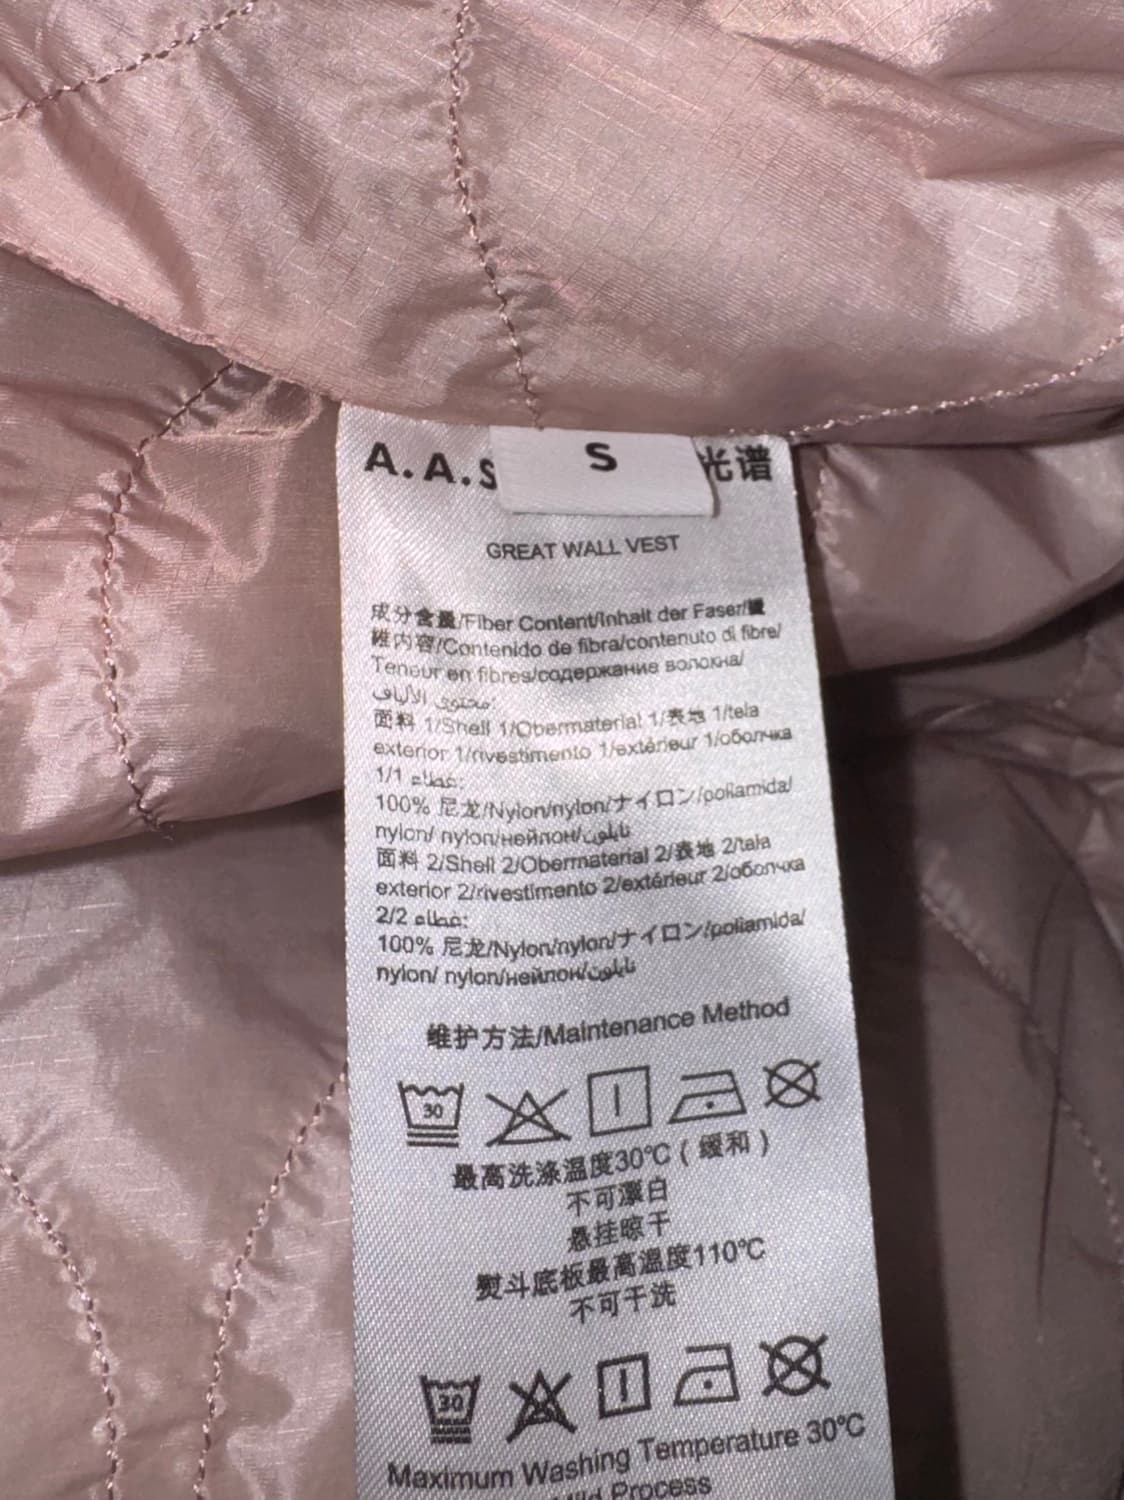 A.A.S
S
光谱
GREAT WALL VEST
成分含量/Fiber Content/Inhalt der Faser/繊
維内容/Contenido de fibra/contenuto di fibre/
Teneur en fibres/содержание волокна/
محتوى الألياف:
面料 1/Shell 1/Obermaterial 1/表地 1/tela
exterior 1/rivestimento 1/extérieur 1/оболчка
1/1 غطاء:
100% 尼龙/Nylon/nylon/ナイロン/poliamida/
nylon/ nylon/нейлон/نايلون
面料 2/Shell 2/Obermaterial 2/表地 2/tela
exterior 2/rivestimento 2/extérieur 2/оболчка
2/2 غطاء:
100% 尼龙/Nylon/nylon/ナイロン/poliamida/
nylon/ nylon/нейлон/نايلون
维护方法/Maintenance Method
30
最高洗涤温度30℃ ( 缓和 )
不可漂白
悬挂晾干
熨斗底板最高温度110℃
不可干洗
30
Maximum Washing Temperature 30℃
Mild Process